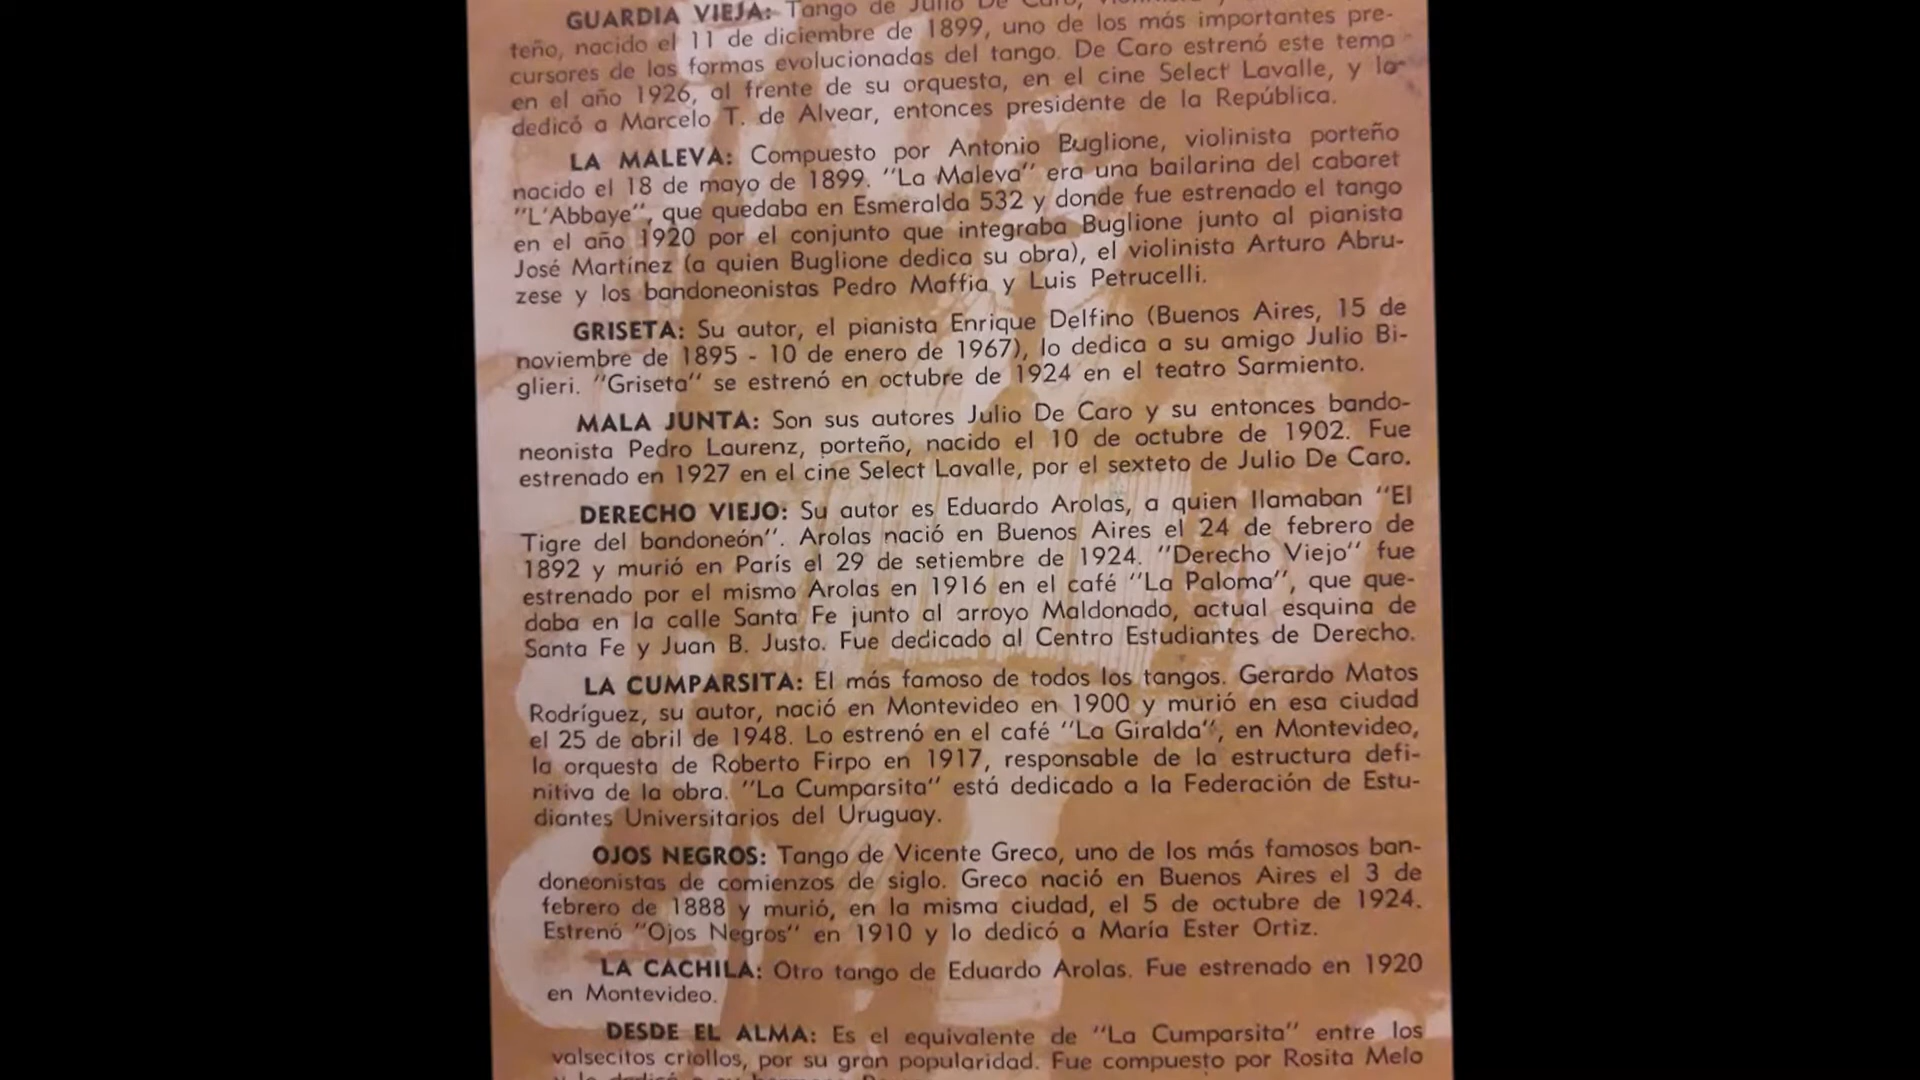 GUARDIA VIEJA: Tango de Julio De Caro,
teño, nacido el 11 de diciembre de 1899, uno de los más importantes pre-
cursores de las formas evolucionadas del tango. De Caro estrenó este tema
en el año 1926, al frente de su orquesta, en el cine Select Lavalle, y lo
dedicó a Marcelo T. de Alvear, entonces presidente de la República.
LA MALEVA: Compuesto por Antonio Buglione, violinista porteño
nacido el 18 de mayo de 1899. "La Maleva" era una bailarina del cabaret
"L'Abbaye", que quedaba en Esmeralda 532 y donde fue estrenado el tango
en el año 1920 por el conjunto que integraba Buglione junto al pianista
José Martínez (a quien Buglione dedica su obra), el violinista Arturo Abru-
zese y los bandoneonistas Pedro Maffia y Luis Petrucelli.
GRISETA: Su autor, el pianista Enrique Delfino (Buenos Aires, 15 de
noviembre de 1895 - 10 de enero de 1967), lo dedica a su amigo Julio Bi-
glieri. "Griseta" se estrenó en octubre de 1924 en el teatro Sarmiento.
MALA JUNTA: Son sus autores Julio De Caro y su entonces bando-
neonista Pedro Laurenz, porteño, nacido el 10 de octubre de 1902. Fue
estrenado en 1927 en el cine Select Lavalle, por el sexteto de Julio De Caro.
DERECHO VIEJO: Su autor es Eduardo Arolas, a quien llamaban "El
Tigre del bandoneón". Arolas nació en Buenos Aires el 24 de febrero de
1892 y murió en París el 29 de setiembre de 1924. "Derecho Viejo" fue
estrenado por el mismo Arolas en 1916 en el café "La Paloma", que que-
daba en la calle Santa Fe junto al arroyo Maldonado, actual esquina de
Santa Fe y Juan B. Justo. Fue dedicado al Centro Estudiantes de Derecho.
LA CUMPARSITA: El más famoso de todos los tangos. Gerardo Matos
Rodríguez, su autor, nació en Montevideo en 1900 y murió en esa ciudad
el 25 de abril de 1948. Lo estrenó en el café "La Giralda", en Montevideo,
la orquesta de Roberto Firpo en 1917, responsable de la estructura defi-
nitiva de la obra. "La Cumparsita" está dedicado a la Federación de Estu-
diantes Universitarios del Uruguay.
OJOS NEGROS: Tango de Vicente Greco, uno de los más famosos ban-
doneonistas de comienzos de siglo. Greco nació en Buenos Aires el 3 de
febrero de 1888 y murió, en la misma ciudad, el 5 de octubre de 1924.
Estrenó "Ojos Negros" en 1910 y lo dedicó a María Ester Ortiz.
LA CACHILA: Otro tango de Eduardo Arolas. Fue estrenado en 1920
en Montevideo.
DESDE EL ALMA: Es el equivalente de "La Cumparsita" entre los
valsecitos criollos, por su gran popularidad. Fue compuesto por Rosita Melo